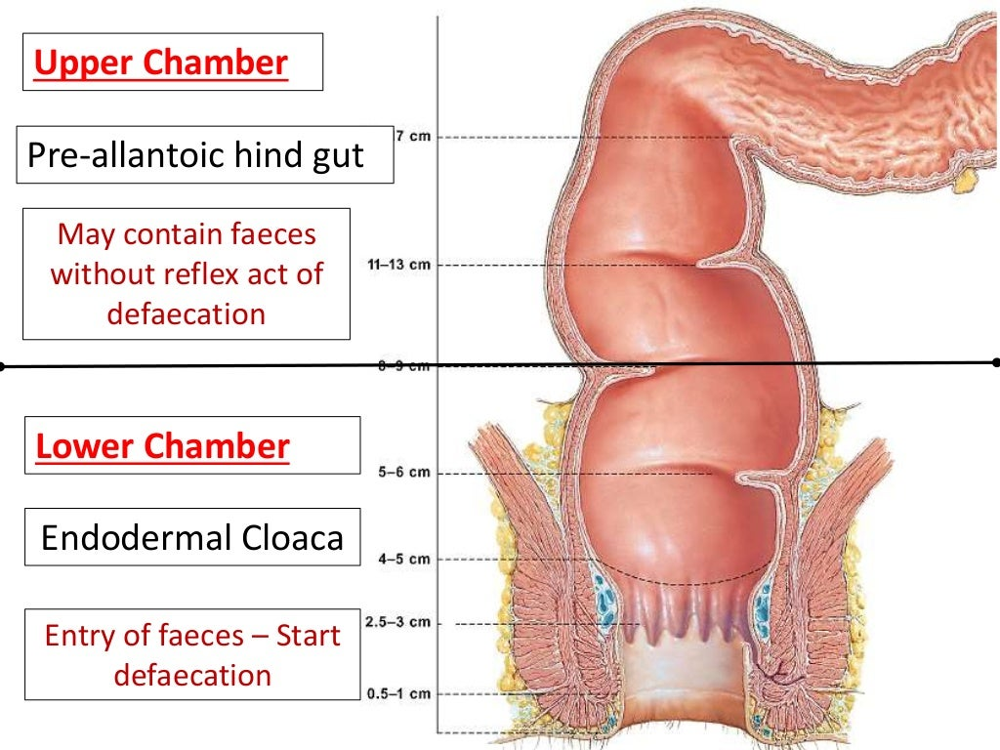 Upper Chamber
Pre-allantoic hind gut
7 cm
May contain faeces
without reflex act of
defaecation
11–13 cm
8–9 cm
Lower Chamber
5–6 cm
Endodermal Cloaca
4–5 cm
Entry of faeces – Start
defaecation
2.5–3 cm
0.5–1 cm